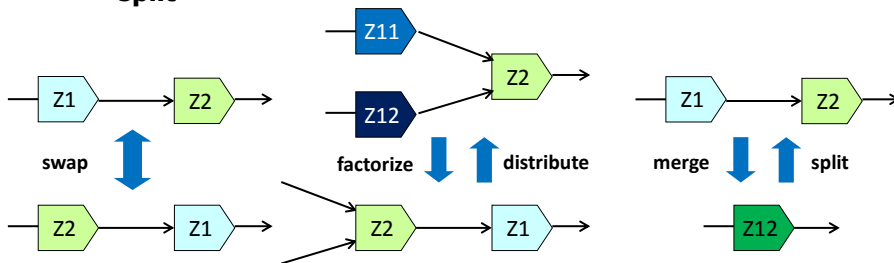 Split
Z11
Z1 Z2
Z2
Z1 Z2
Z12
swap
factorize distribute
merge split
Z2 Z1
Z2 Z1
Z12